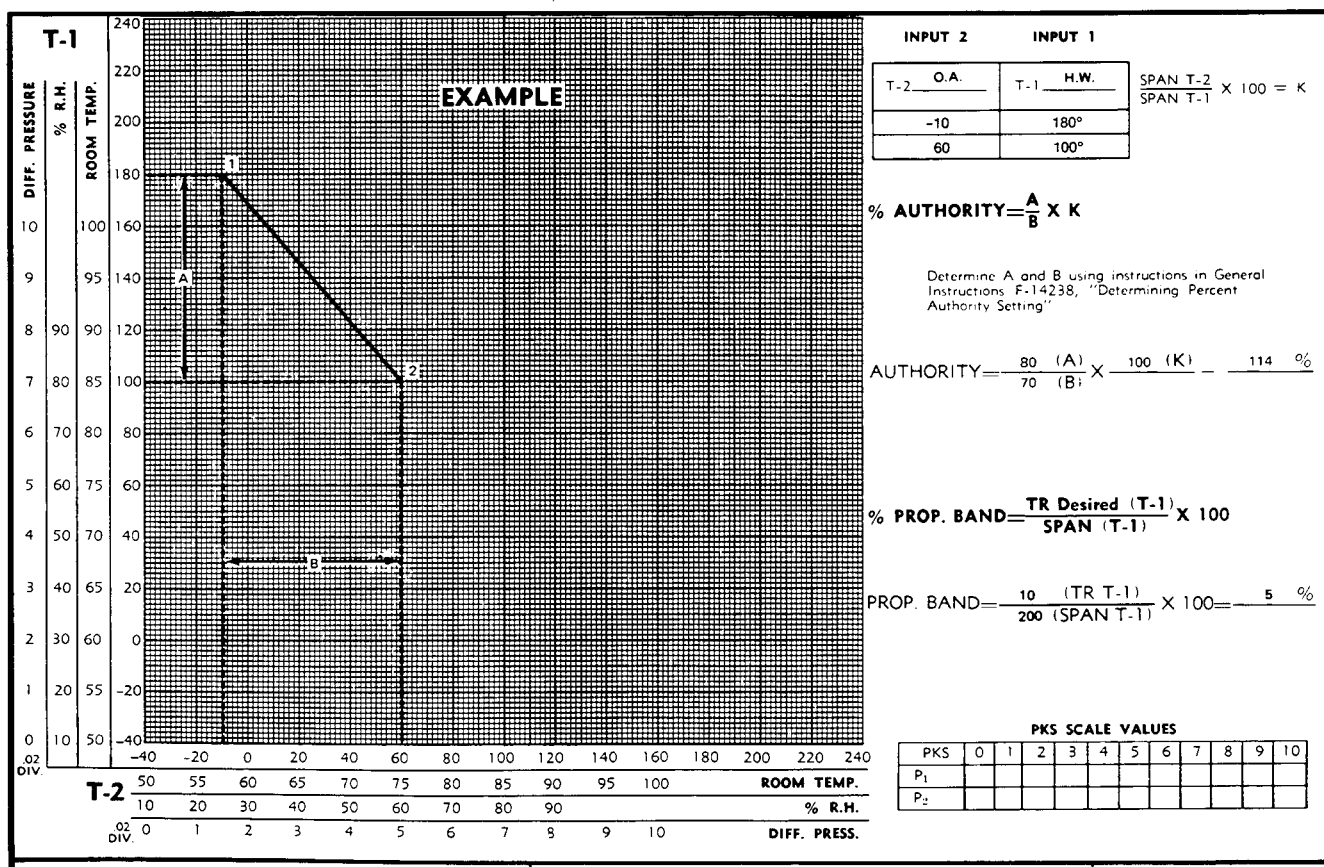 T-1
DIFF. PRESSURE
% R.H.
ROOM TEMP.
240
220
200
180
10 100 160
9 95 140
8 90 90 120
7 80 85 100
6 70 80 80
5 60 75 60
4 50 70 40
3 40 65 20
2 30 60 0
1 20 55 -20
0 10 50 -40
.02
DIV.
EXAMPLE
1
A
2
B
-40 -20 0 20 40 60 80 100 120 140 160 180 200 220 240
T-2
50 55 60 65 70 75 80 85 90 95 100 ROOM TEMP.
10 20 30 40 50 60 70 80 90 % R.H.
.02
DIV. 0 1 2 3 4 5 6 7 8 9 10 DIFF. PRESS.
INPUT 2 INPUT 1
T-2 O.A. T-1 H.W.
-10 180°
60 100°
SPAN T-2
SPAN T-1
X 100 = K
% AUTHORITY=
A
B
X K
Determine A and B using instructions in General
Instructions F-14238, "Determining Percent
Authority Setting"
AUTHORITY=
80 (A)
70 (B)
X 100 (K) – 114 %
% PROP. BAND=
TR Desired (T-1)
SPAN (T-1)
X 100
PROP. BAND=
10 (TR T-1)
200 (SPAN T-1)
X 100= 5 %
PKS SCALE VALUES
PKS 0 1 2 3 4 5 6 7 8 9 10
P₁
P₂